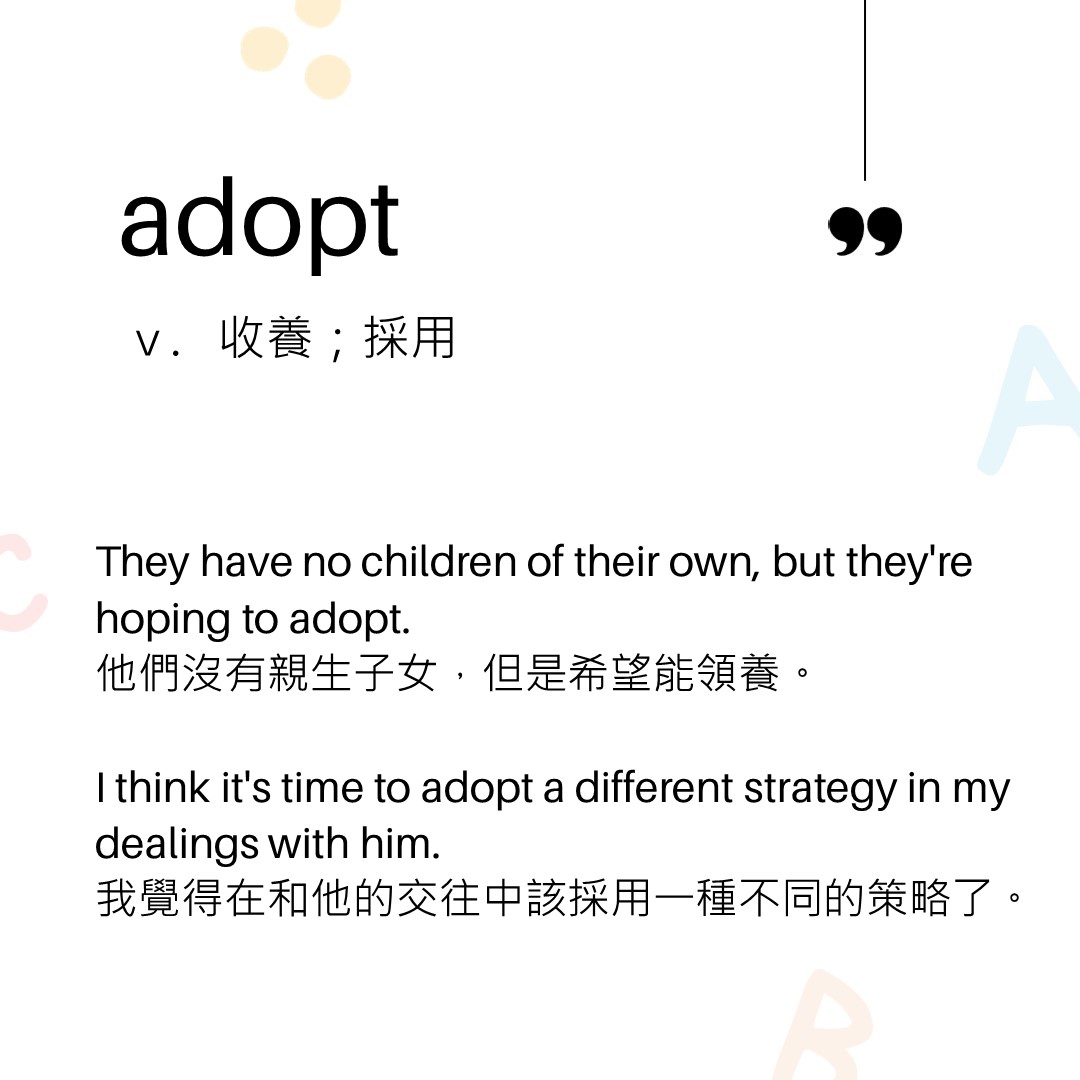 adopt
”
v. 收養；採用
A
C
They have no children of their own, but they're
hoping to adopt.
他們沒有親生子女，但是希望能領養。
I think it's time to adopt a different strategy in my
dealings with him.
我覺得在和他的交往中該採用一種不同的策略了。
B